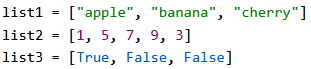 list1 = ["apple", "banana", "cherry"]
list2 = [1, 5, 7, 9, 3]
list3 = [True, False, False]